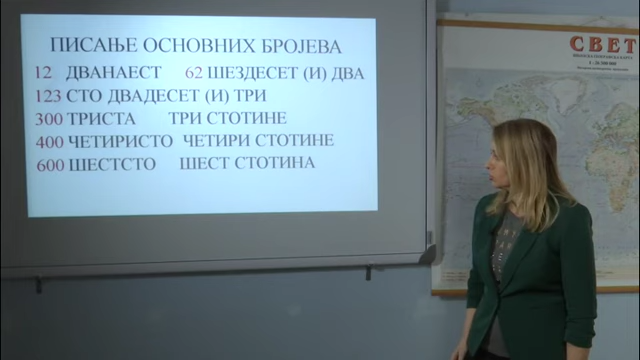 ПИСАЊЕ ОСНОВНИХ БРОЈЕВА
12 ДВАНАЕСТ 62 ШЕЗДЕСЕТ (И) ДВА
123 СТО ДВАДЕСЕТ (И) ТРИ
300 ТРИСТА ТРИ СТОТИНЕ
400 ЧЕТИРИСТО ЧЕТИРИ СТОТИНЕ
600 ШЕСТСТО ШЕСТ СТОТИНА
СВЕТ